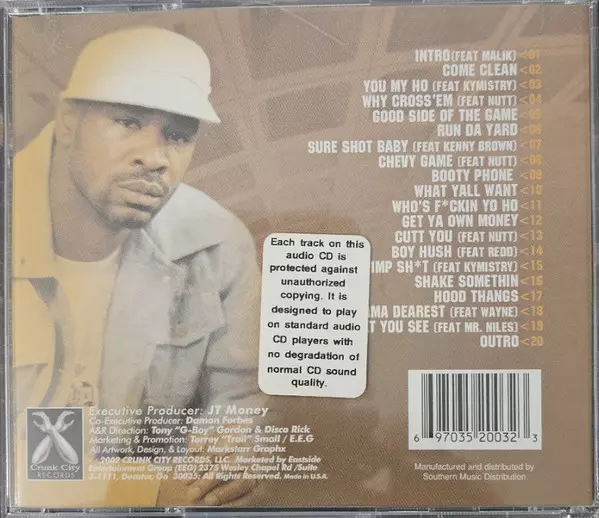 INTRO (FEAT MALIK) < 01
COME CLEAN < 02
YOU MY HO (FEAT KYMISTRY) < 03
WHY CROSS'EM (FEAT NUTT) < 04
GOOD SIDE OF THE GAME < 05
RUN DA YARD < 06
SURE SHOT BABY (FEAT KENNY BROWN) < 07
CHEVY GAME (FEAT NUTT) < 08
BOOTY PHONE < 09
WHAT YALL WANT < 10
WHO'S F*CKIN YO HO < 11
GET YA OWN MONEY < 12
CUTT YOU (FEAT NUTT) < 13
BOY HUSH (FEAT REDD) < 14
IMP SH*T (FEAT KYMISTRY) < 15
SHAKE SOMETHIN < 16
HOOD THANGS < 17
MA DEAREST (FEAT WAYNE) < 18
T YOU SEE (FEAT MR. NILES) < 19
OUTRO < 20
Each track on this
audio CD is
protected against
unauthorized
copying. It is
designed to play
on standard audio
CD players with
no degradation of
normal CD sound
quality.
Crunk City
RECORDS
Executive Producer: JT Money
Co-Executive Producer: Damon Forbes
A&R Direction: Tony "G-Boy" Gordon & Disco Rick
Marketing & Promotion: Torrey "Trail" Small / E.E.G
All Artwork, Design, & Layout: Markstarr Graphx
2002 CRUNK CITY RECORDS, LLC. Marketed by Eastside
Entertainment Group (EEG) 2375 Wesley Chapel Rd /Suite
3-1111, Decatur, Ga 30035; All Rights Reserved. Made in U.S.A.
6 97035 20032 3
Manufactured and distributed by
Southern Music Distribution